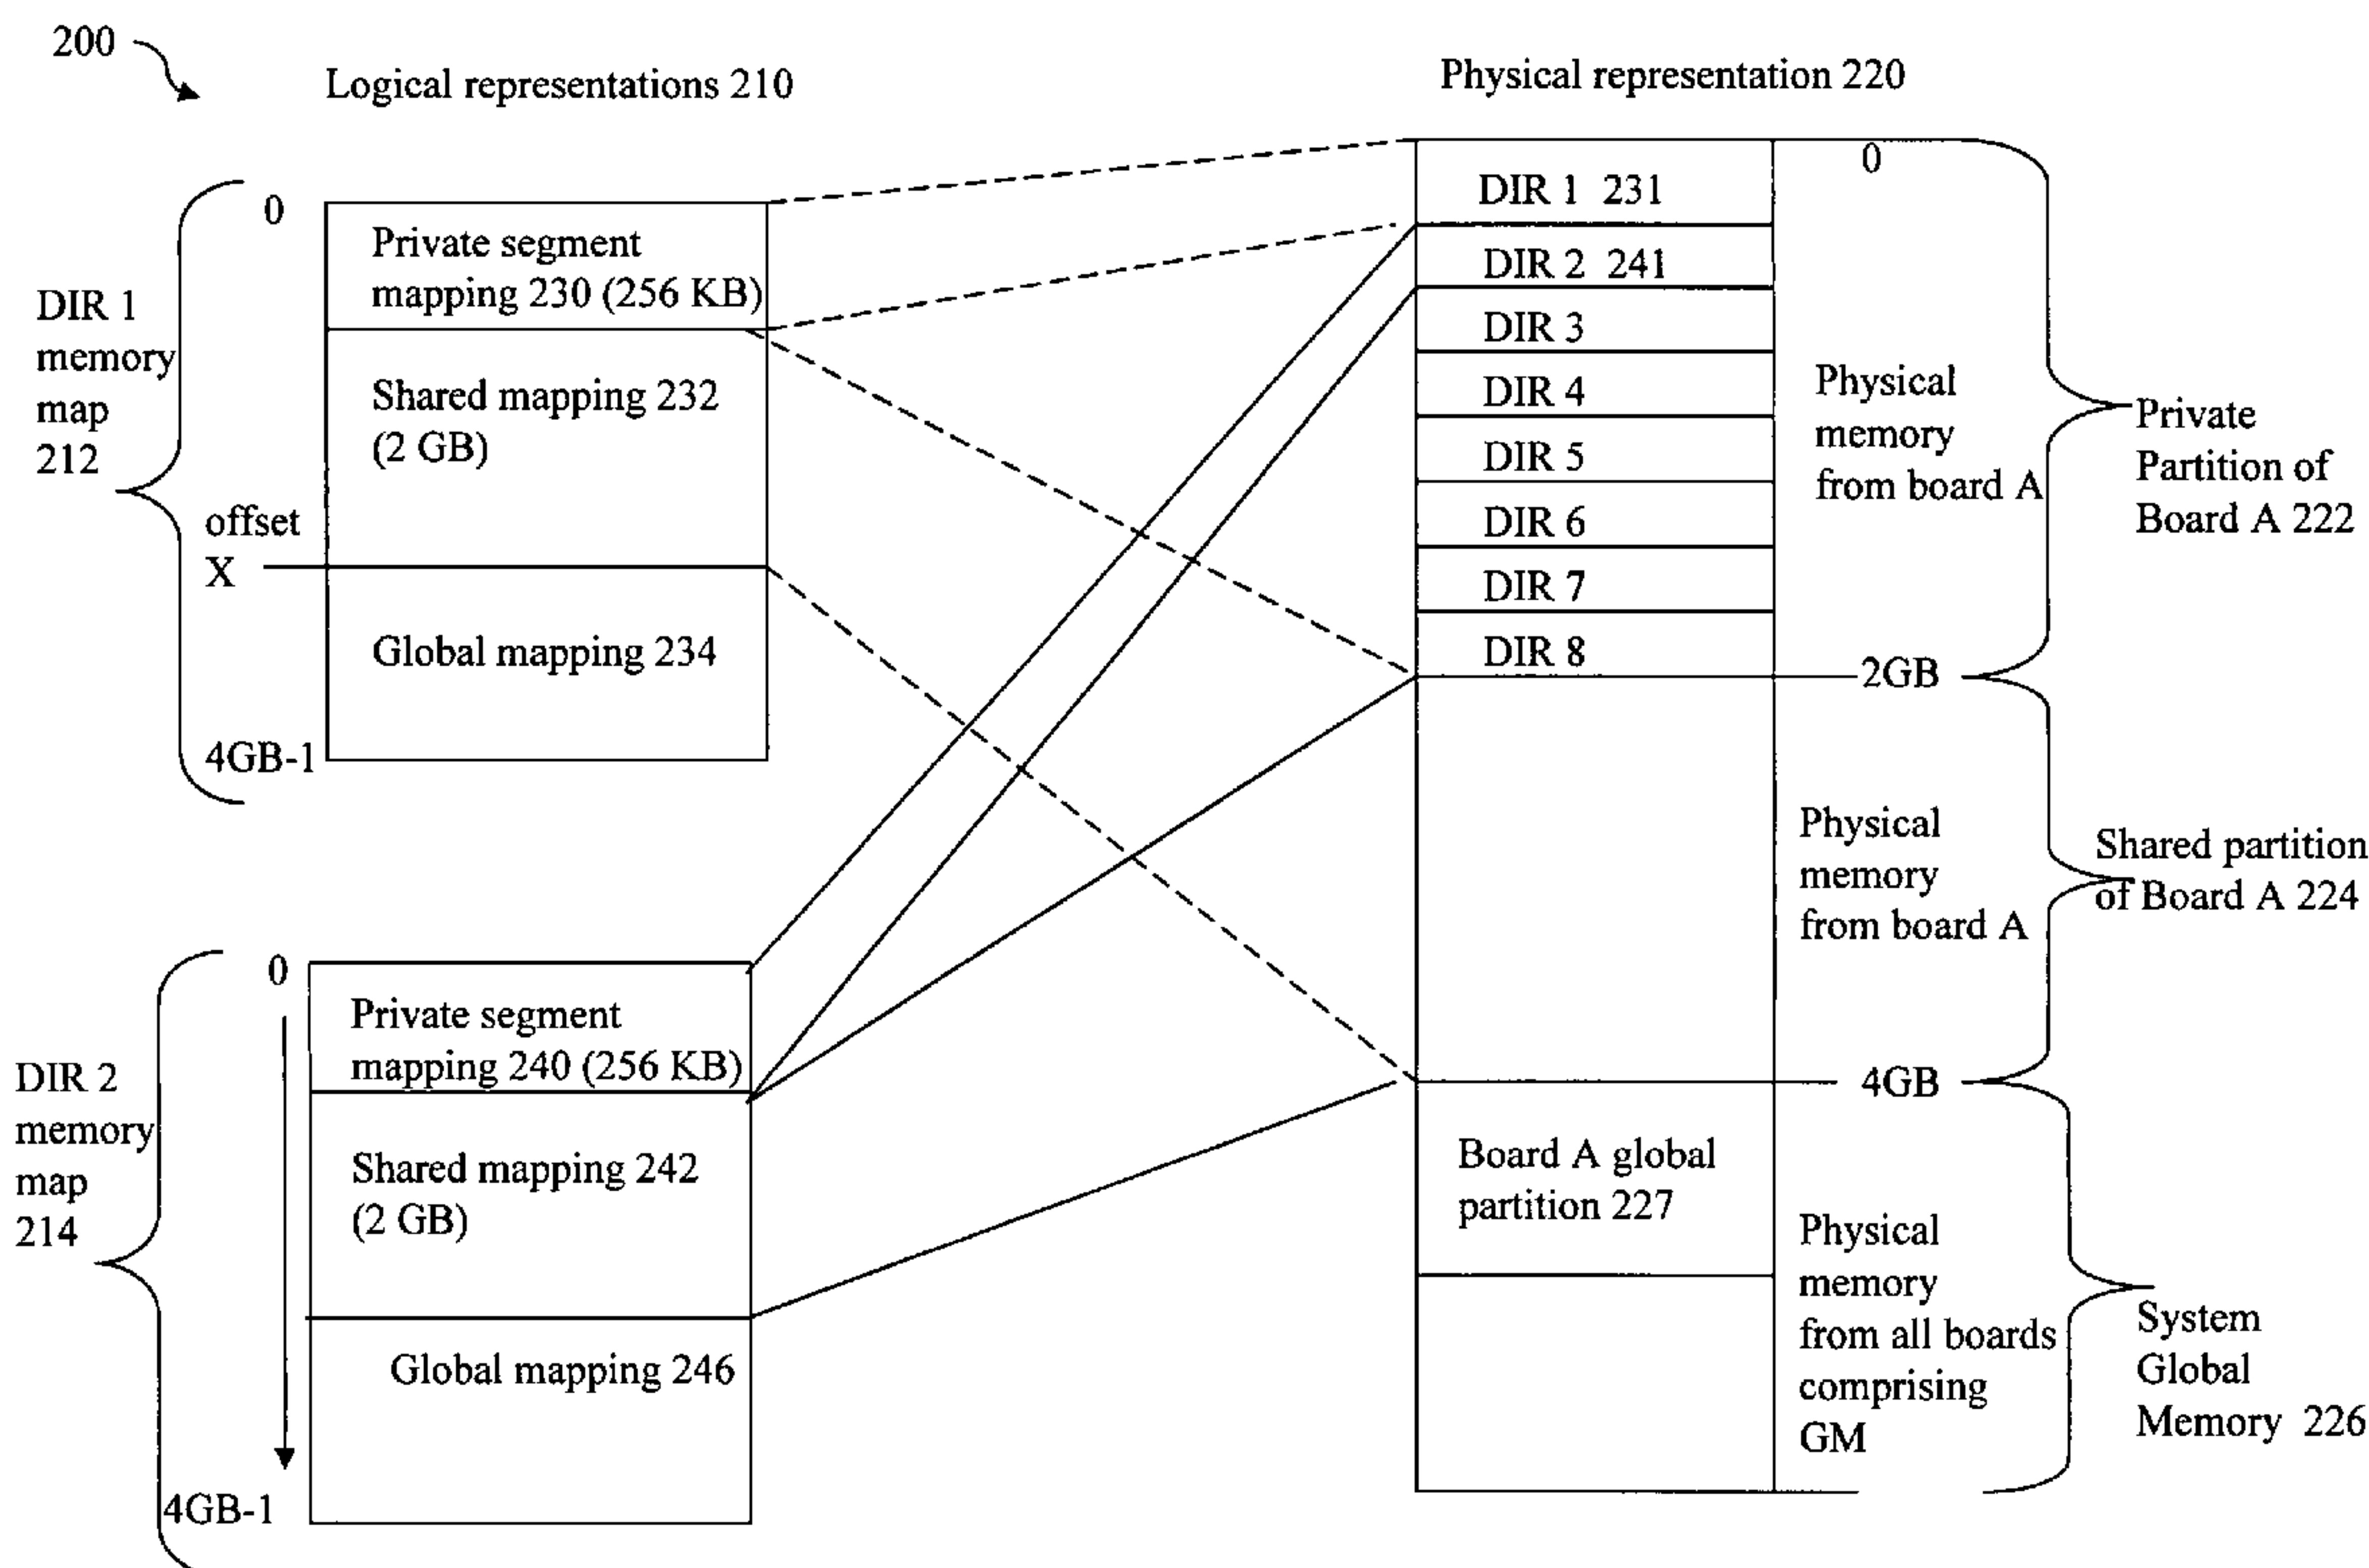 200
Logical representations 210
Physical representation 220
DIR 1
memory
map
212
0
offset
X
4GB-1
Private segment
mapping 230 (256 KB)
Shared mapping 232
(2 GB)
Global mapping 234
DIR 2
memory
map
214
0
4GB-1
Private segment
mapping 240 (256 KB)
Shared mapping 242
(2 GB)
Global mapping 246
DIR 1 231
DIR 2 241
DIR 3
DIR 4
DIR 5
DIR 6
DIR 7
DIR 8
Board A global
partition 227
0
Physical
memory
from board A
2GB
Physical
memory
from board A
4GB
Physical
memory
from all boards
comprising
GM
Private
Partition of
Board A 222
Shared partition
of Board A 224
System
Global
Memory 226